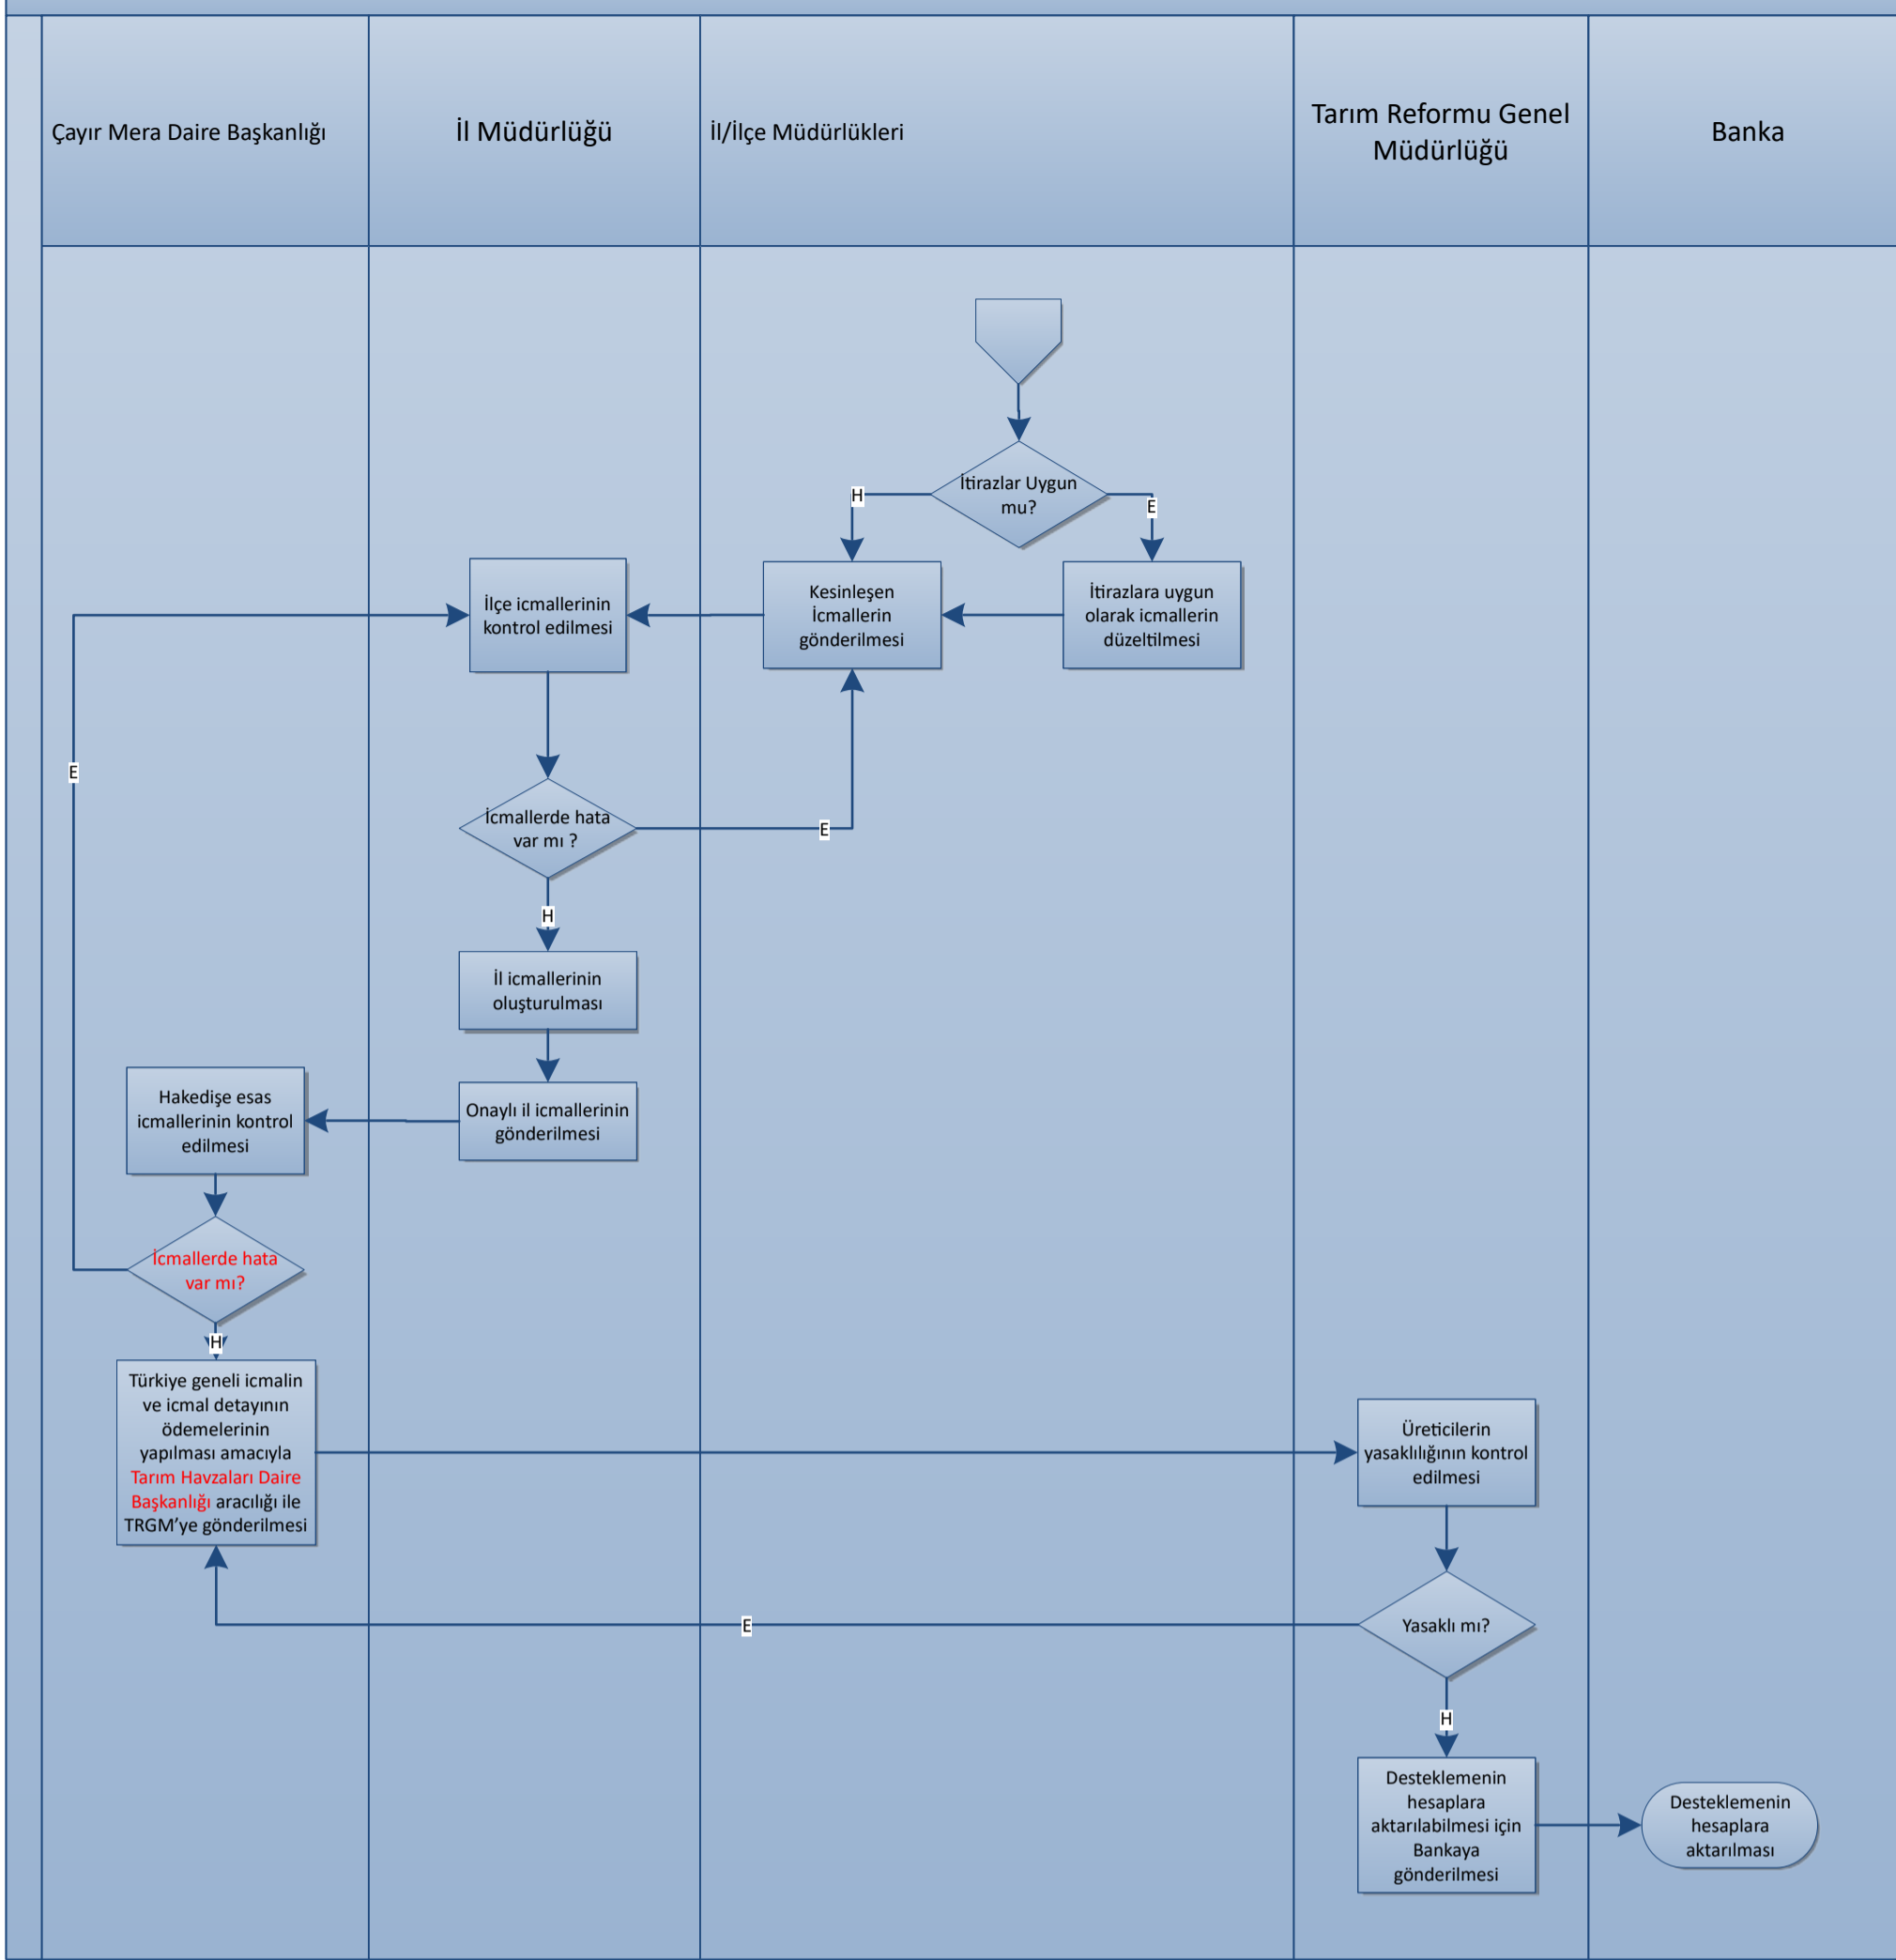 Çayır Mera Daire Başkanlığı
İl Müdürlüğü
İl/İlçe Müdürlükleri
Tarım Reformu Genel
Müdürlüğü
Banka
İtirazlar Uygun
mu?
H
E
İlçe icmallerinin
kontrol edilmesi
Kesinleşen
İcmallerin
gönderilmesi
İtirazlara uygun
olarak icmallerin
düzeltilmesi
E
İcmallerde hata
var mı ?
E
H
İl icmallerinin
oluşturulması
Hakedişe esas
icmallerinin kontrol
edilmesi
Onaylı il icmallerinin
gönderilmesi
İcmallerde hata
var mı?
H
Türkiye geneli icmalin
ve icmal detayının
ödemelerinin
yapılması amacıyla
Tarım Havzaları Daire
Başkanlığı aracılığı ile
TRGM’ye gönderilmesi
Üreticilerin
yasaklılığının kontrol
edilmesi
E
Yasaklı mı?
H
Desteklemenin
hesaplara
aktarılabilmesi için
Bankaya
gönderilmesi
Desteklemenin
hesaplara
aktarılması